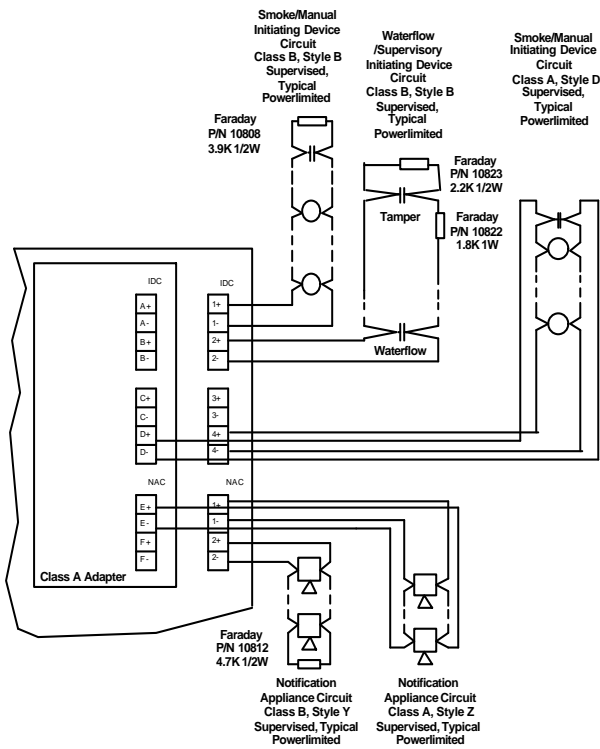 Smoke/Manual
Initiating Device
Circuit
Class B, Style B
Supervised,
Typical
Powerlimited
Waterflow
/Supervisory
Initiating Device
Circuit
Class B, Style B
Supervised,
Typical
Powerlimited
Smoke/Manual
Initiating Device
Circuit
Class A, Style D
Supervised,
Typical
Powerlimited
Faraday
P/N 10808
3.9K 1/2W
Faraday
P/N 10823
2.2K 1/2W
Tamper
Faraday
P/N 10822
1.8K 1W
Waterflow
IDC
A+
A-
B+
B-
C+
C-
D+
D-
NAC
E+
E-
F+
F-
Class A Adapter
IDC
1+
1-
2+
2-
3+
3-
4+
4-
NAC
1+
1-
2+
2-
Faraday
P/N 10812
4.7K 1/2W
Notification
Appliance Circuit
Class B, Style Y
Supervised, Typical
Powerlimited
Notification
Appliance Circuit
Class A, Style Z
Supervised, Typical
Powerlimited